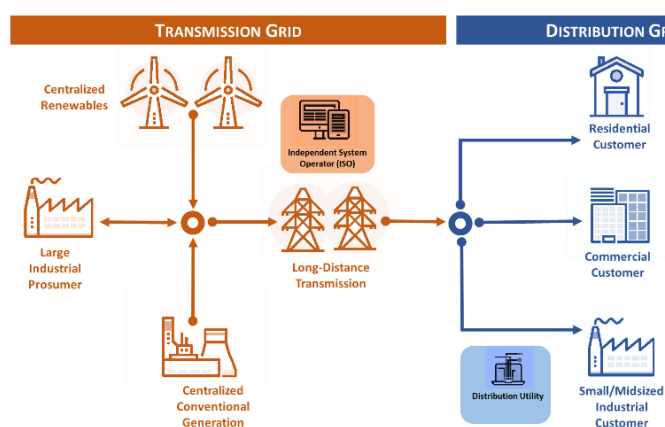 TRANSMISSION GRID
DISTRIBUTION GR
Centralized
Renewables
Independent System
Operator (ISO)
Residential
Customer
Large
Industrial
Prosumer
Long-Distance
Transmission
Commercial
Customer
Centralized
Conventional
Generation
Distribution Utility
Small/Midsized
Industrial
Customer